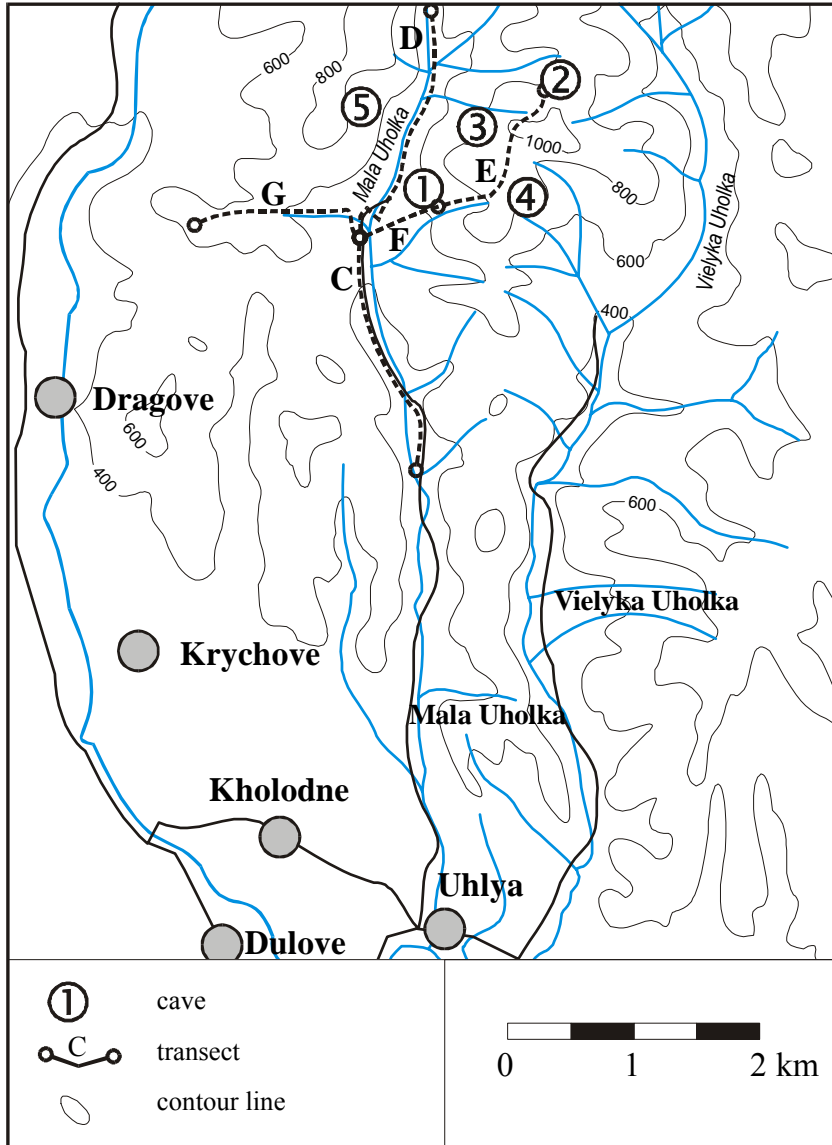 D
600
800
2
5
Mala Uholka
3
1000
E
1
4
800
G
Vielyka Uholka
F
600
C
400
Dragove
600
400
600
Vielyka Uholka
Krychove
Mala Uholka
Kholodne
Uhlya
Dulove
1 cave
C transect
contour line
0 1 2 km